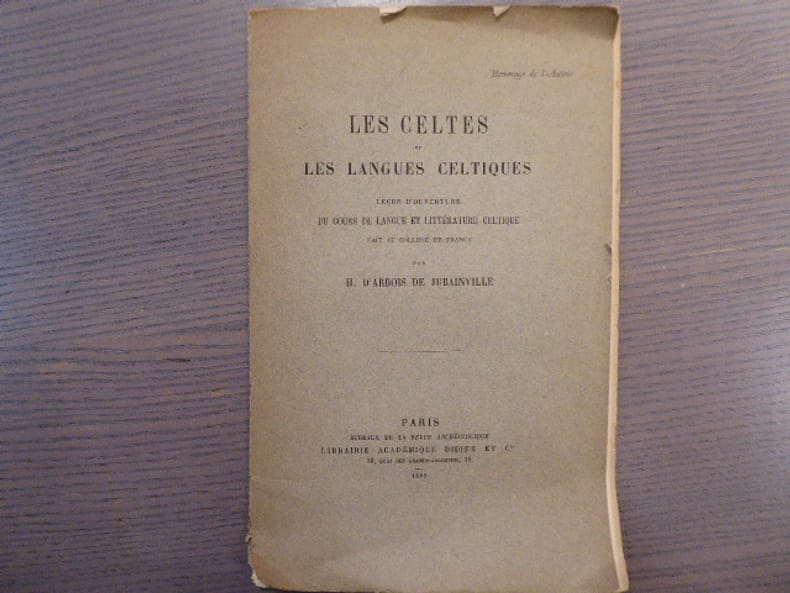 Hommage de l'Auteur
LES CELTES
ET
LES LANGUES CELTIQUES
LEÇON D'OUVERTURE
DU COURS DE LANGUE ET LITTÉRATURE CELTIQUE
FAIT AU COLLÉGE DE FRANCE
PAR
H. D'ARBOIS DE JUBAINVILLE
PARIS
BUREAUX DE LA REVUE ARCHÉOLOGIQUE
LIBRAIRIE ACADÉMIQUE DIDIER ET Cie
QUAI DES GRANDS-AUGUSTINS, 35